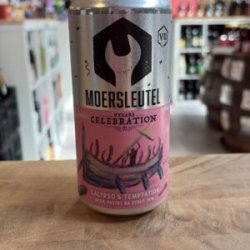 VII
MOERSLEUTEL
CELEBRATION
CALYPSO'S TEMPTATION